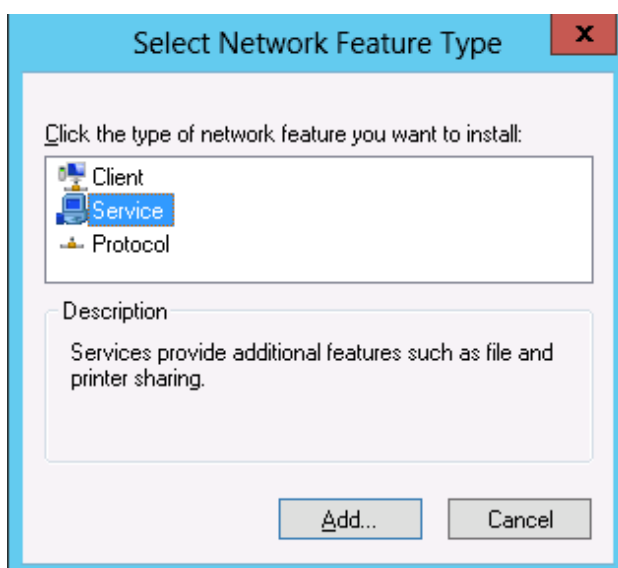 Select Network Feature Type
x
Click the type of network feature you want to install:
Client
Service
Protocol
Description
Services provide additional features such as file and
printer sharing.
Add...
Cancel